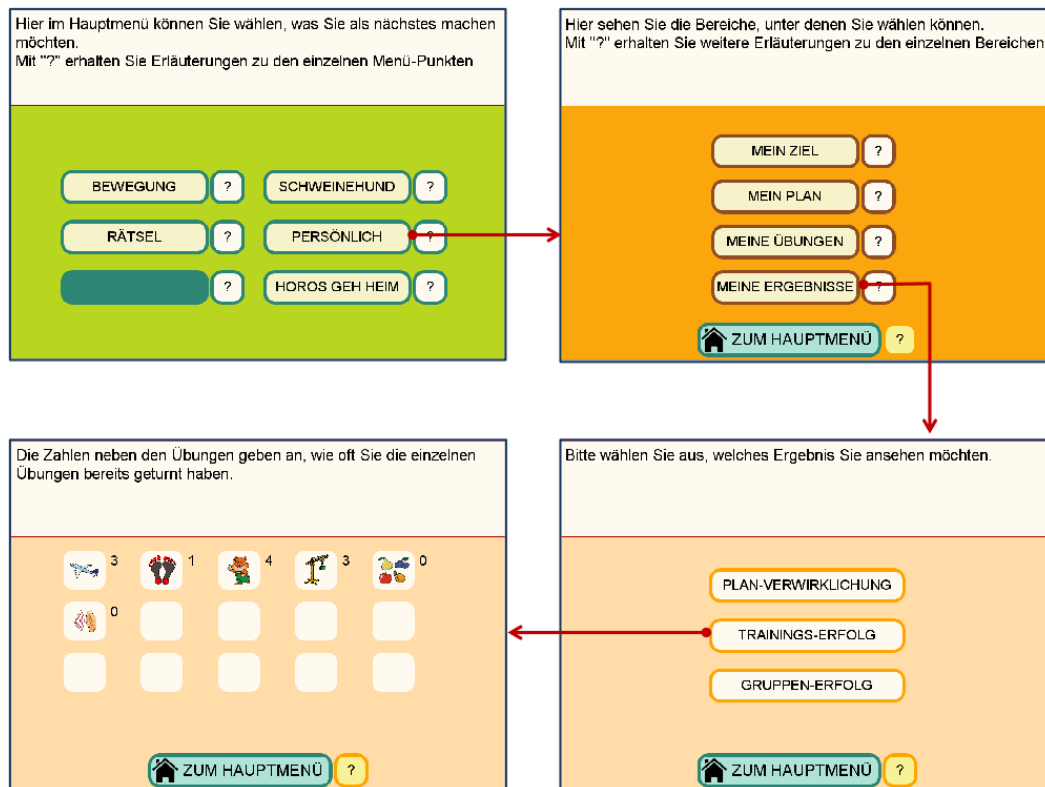 Hier im Hauptmenü können Sie wählen, was Sie als nächstes machen
möchten.
Mit "?" erhalten Sie Erläuterungen zu den einzelnen Menü-Punkten
BEWEGUNG ? SCHWEINEHUND ?
RÄTSEL ? PERSÖNLICH ?
? HOROS GEH HEIM ?
Hier sehen Sie die Bereiche, unter denen Sie wählen können.
Mit "?" erhalten Sie weitere Erläuterungen zu den einzelnen Bereichen
MEIN ZIEL ?
MEIN PLAN ?
MEINE ÜBUNGEN ?
MEINE ERGEBNISSE ?
ZUM HAUPTMENÜ ?
Die Zahlen neben den Übungen geben an, wie oft Sie die einzelnen
Übungen bereits geturnt haben.
3 1 4 3 0
0
ZUM HAUPTMENÜ ?
Bitte wählen Sie aus, welches Ergebnis Sie ansehen möchten.
PLAN-VERWIRKLICHUNG
TRAININGS-ERFOLG
GRUPPEN-ERFOLG
ZUM HAUPTMENÜ ?